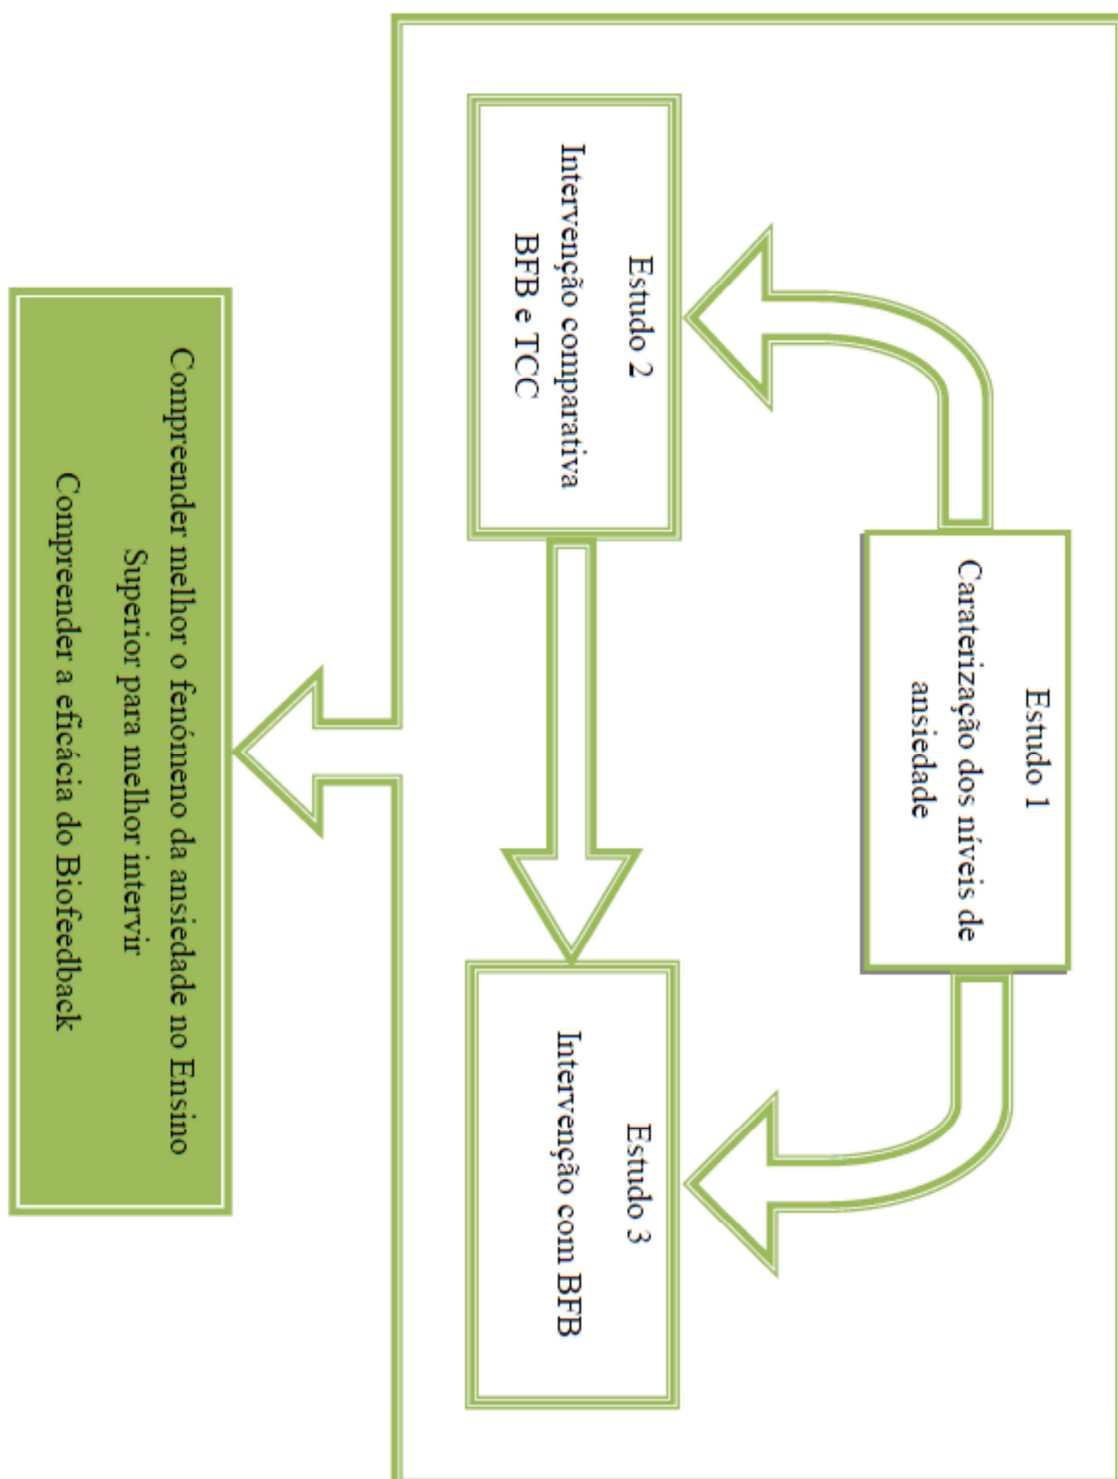 Estudo 1
Caraterização dos níveis de
ansiedade
Estudo 2
Intervenção comparativa
BFB e TCC
Estudo 3
Intervenção com BFB
Compreender melhor o fenómeno da ansiedade no Ensino
Superior para melhor intervir
Compreender a eficácia do Biofeedback